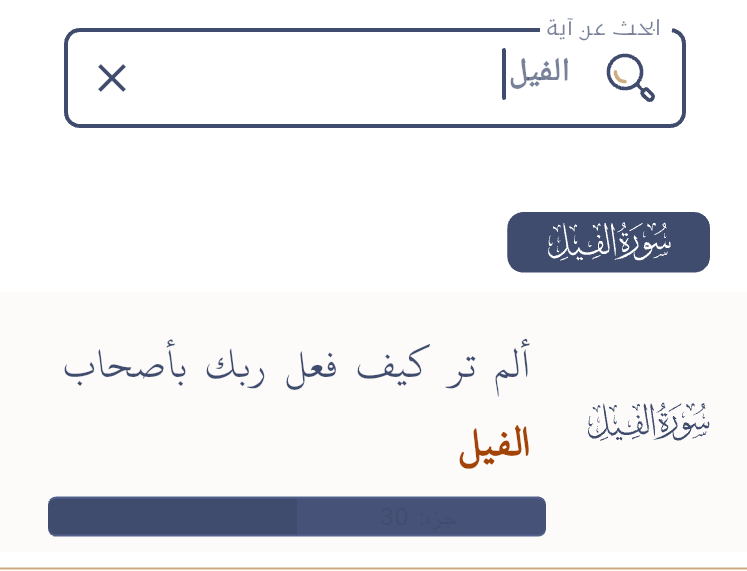 ابحث عن آية
الفيل
سُورَةُ الفِيلِ
ألم تر كيف فعل ربك بأصحاب
الفيل
سُورَةُ الفِيلِ
جزء: 30